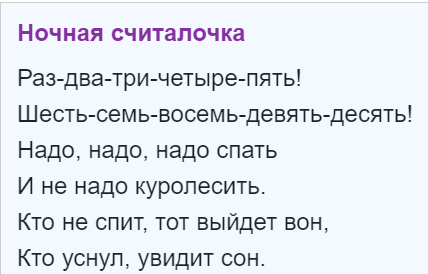 Ночная считалочка
Раз-два-три-четыре-пять!
Шесть-семь-восемь-девять-десять!
Надо, надо, надо спать
И не надо куролесить.
Кто не спит, тот выйдет вон,
Кто уснул, увидит сон.